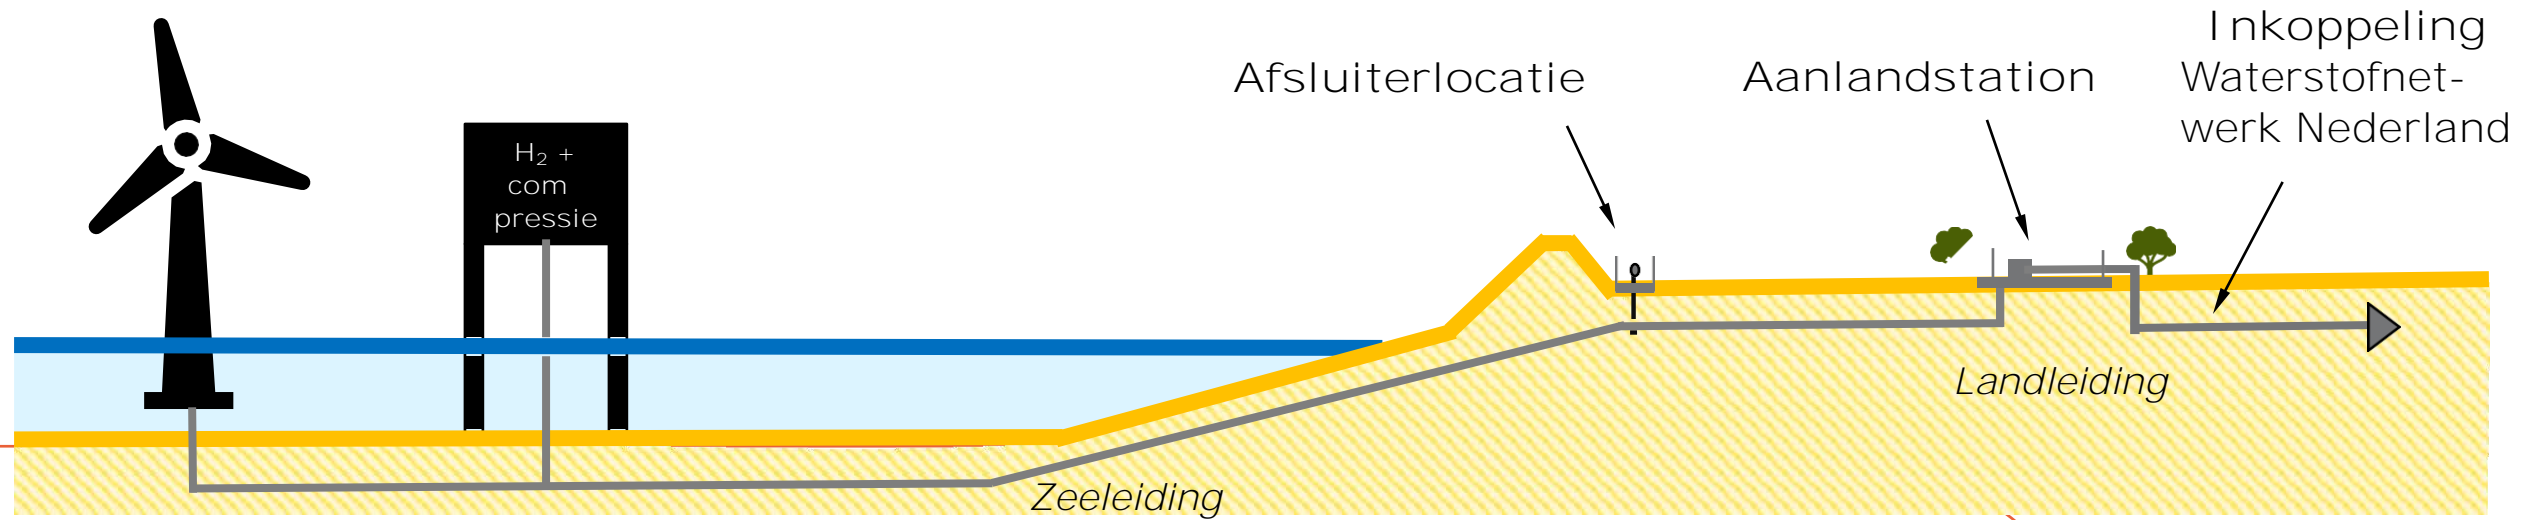 H₂ +
com
pressie
Afsluiterlocatie
Aanlandstation
Inkoppeling
Waterstofnet-
werk Nederland
Landleiding
Zeeleiding